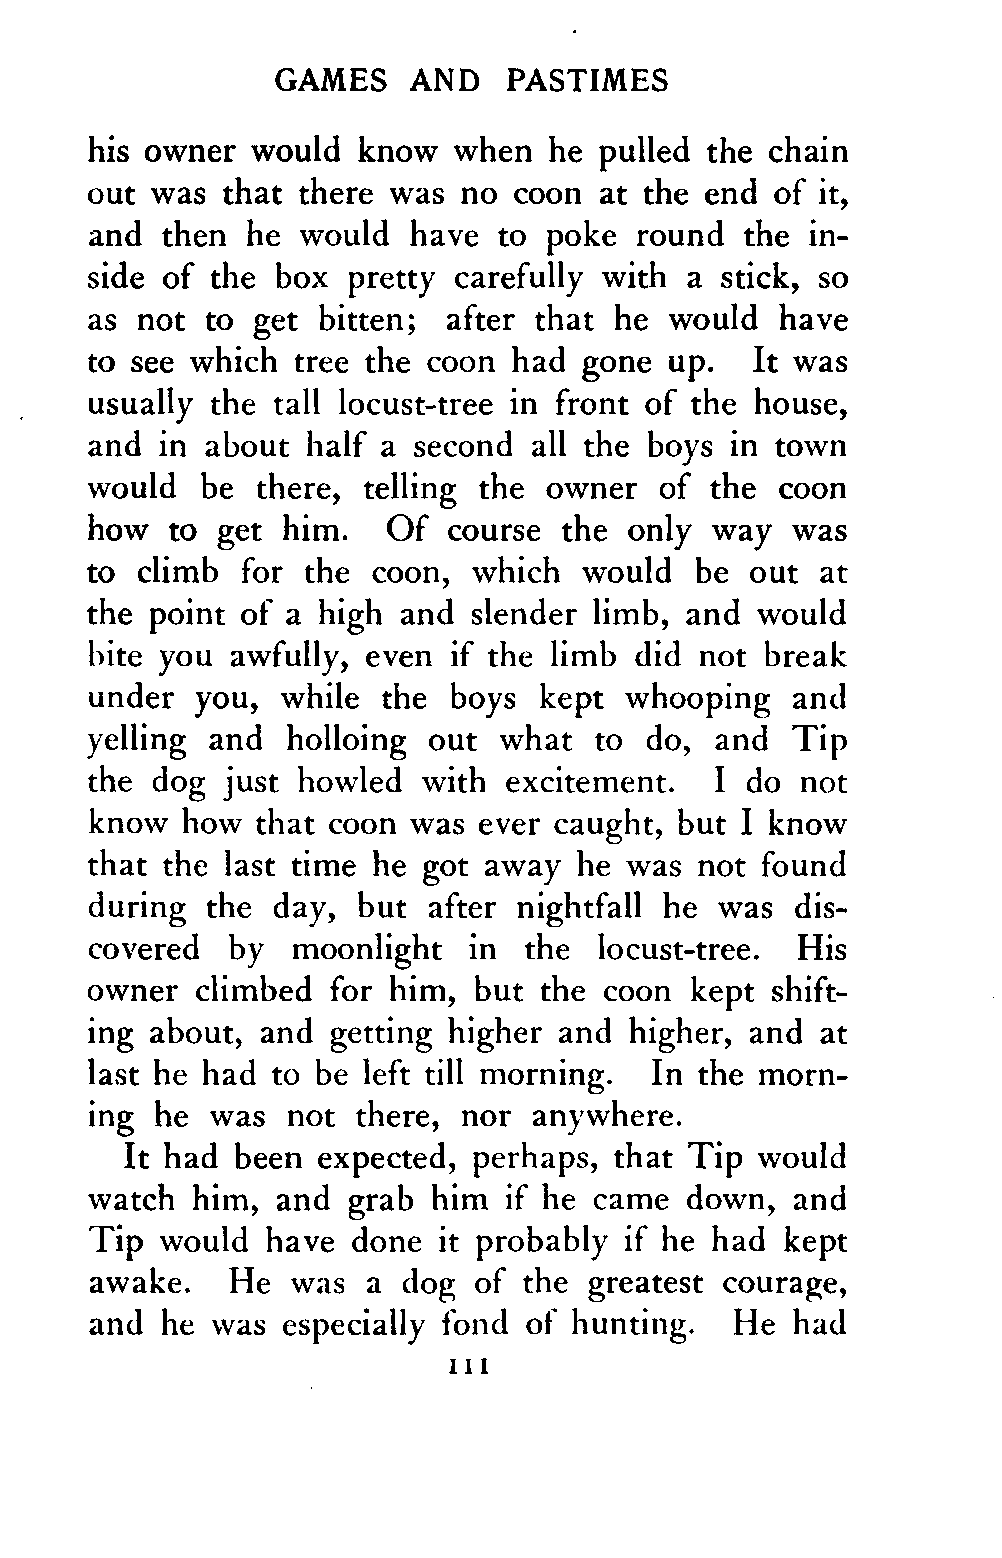 GAMES AND PASTIMES
his owner would know when he pulled the chain
out was that there was no coon at the end of it,
and then he would have to poke round the in-
side of the box pretty carefully with a stick, so
as not to get bitten; after that he would have
to see which tree the coon had gone up. It was
usually the tall locust-tree in front of the house,
and in about half a second all the boys in town
would be there, telling the owner of the coon
how to get him. Of course the only way was
to climb for the coon, which would be out at
the point of a high and slender limb, and would
bite you awfully, even if the limb did not break
under you, while the boys kept whooping and
yelling and holloing out what to do, and Tip
the dog just howled with excitement. I do not
know how that coon was ever caught, but I know
that the last time he got away he was not found
during the day, but after nightfall he was dis-
covered by moonlight in the locust-tree. His
owner climbed for him, but the coon kept shift-
ing about, and getting higher and higher, and at
last he had to be left till morning. In the morn-
ing he was not there, nor anywhere.
It had been expected, perhaps, that Tip would
watch him, and grab him if he came down, and
Tip would have done it probably if he had kept
awake. He was a dog of the greatest courage,
and he was especially fond of hunting. He had
111